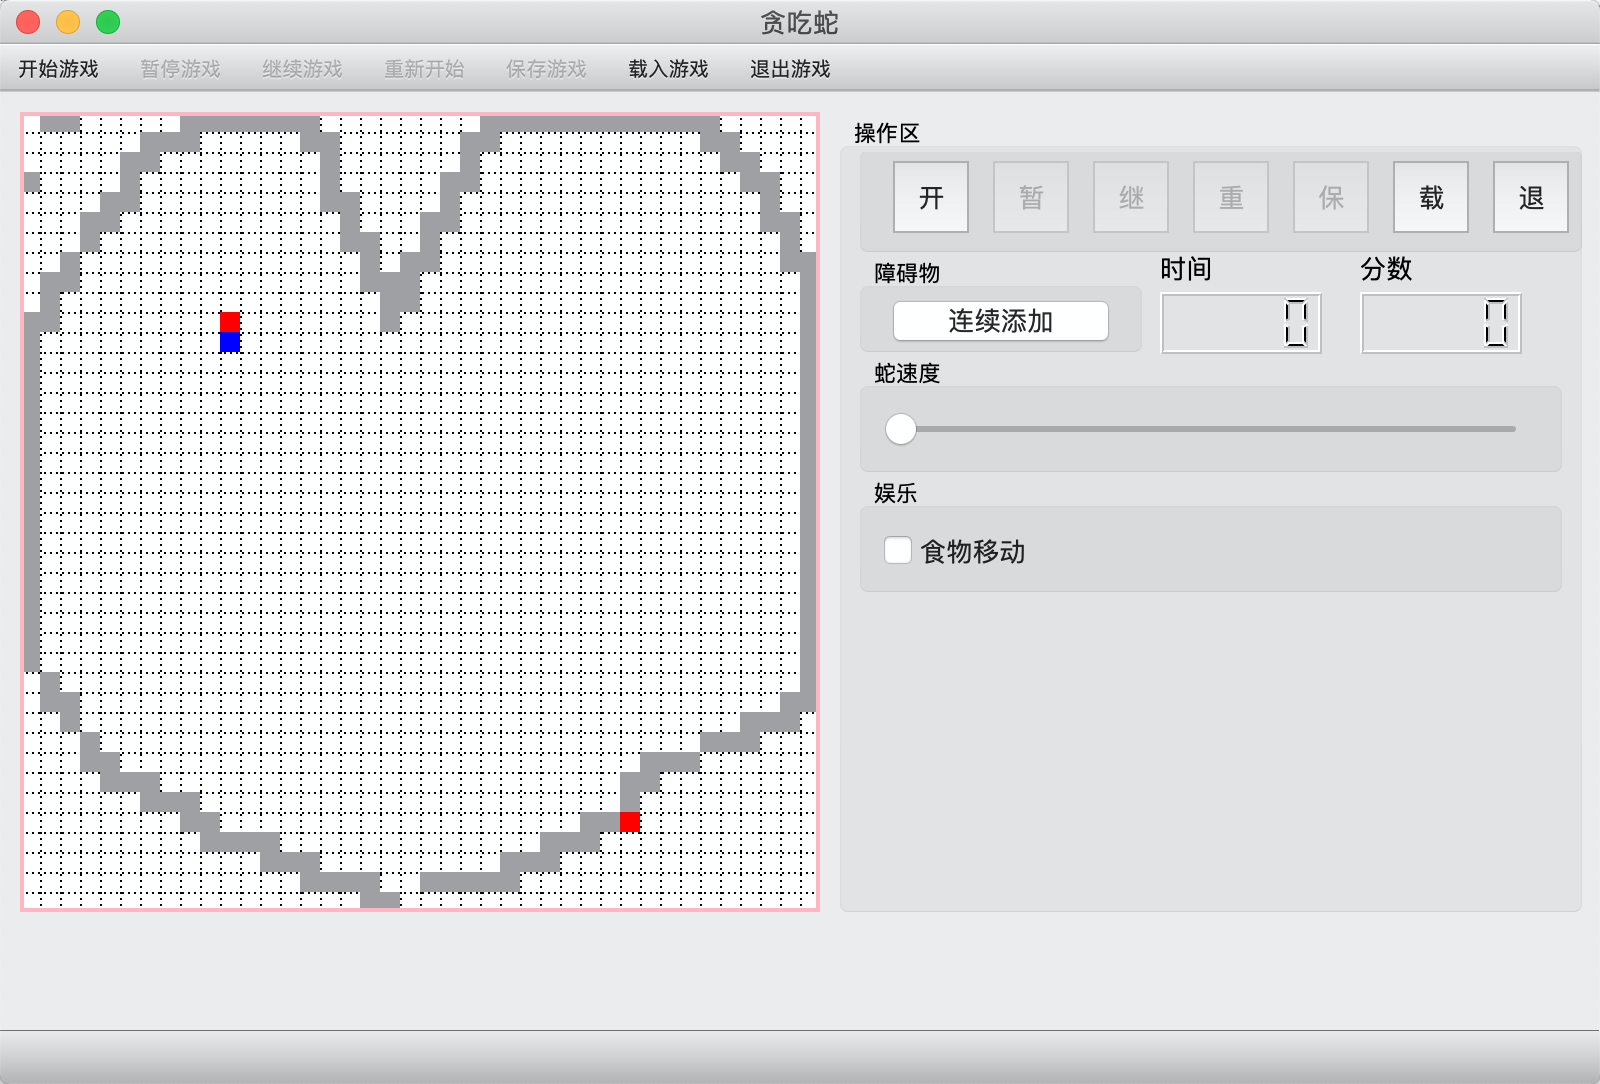 贪吃蛇
开始游戏 暂停游戏 继续游戏 重新开始 保存游戏 载入游戏 退出游戏
操作区
开 暂 继 重 保 载 退
障碍物 时间 分数
连续添加 0 0
蛇速度
娱乐
食物移动